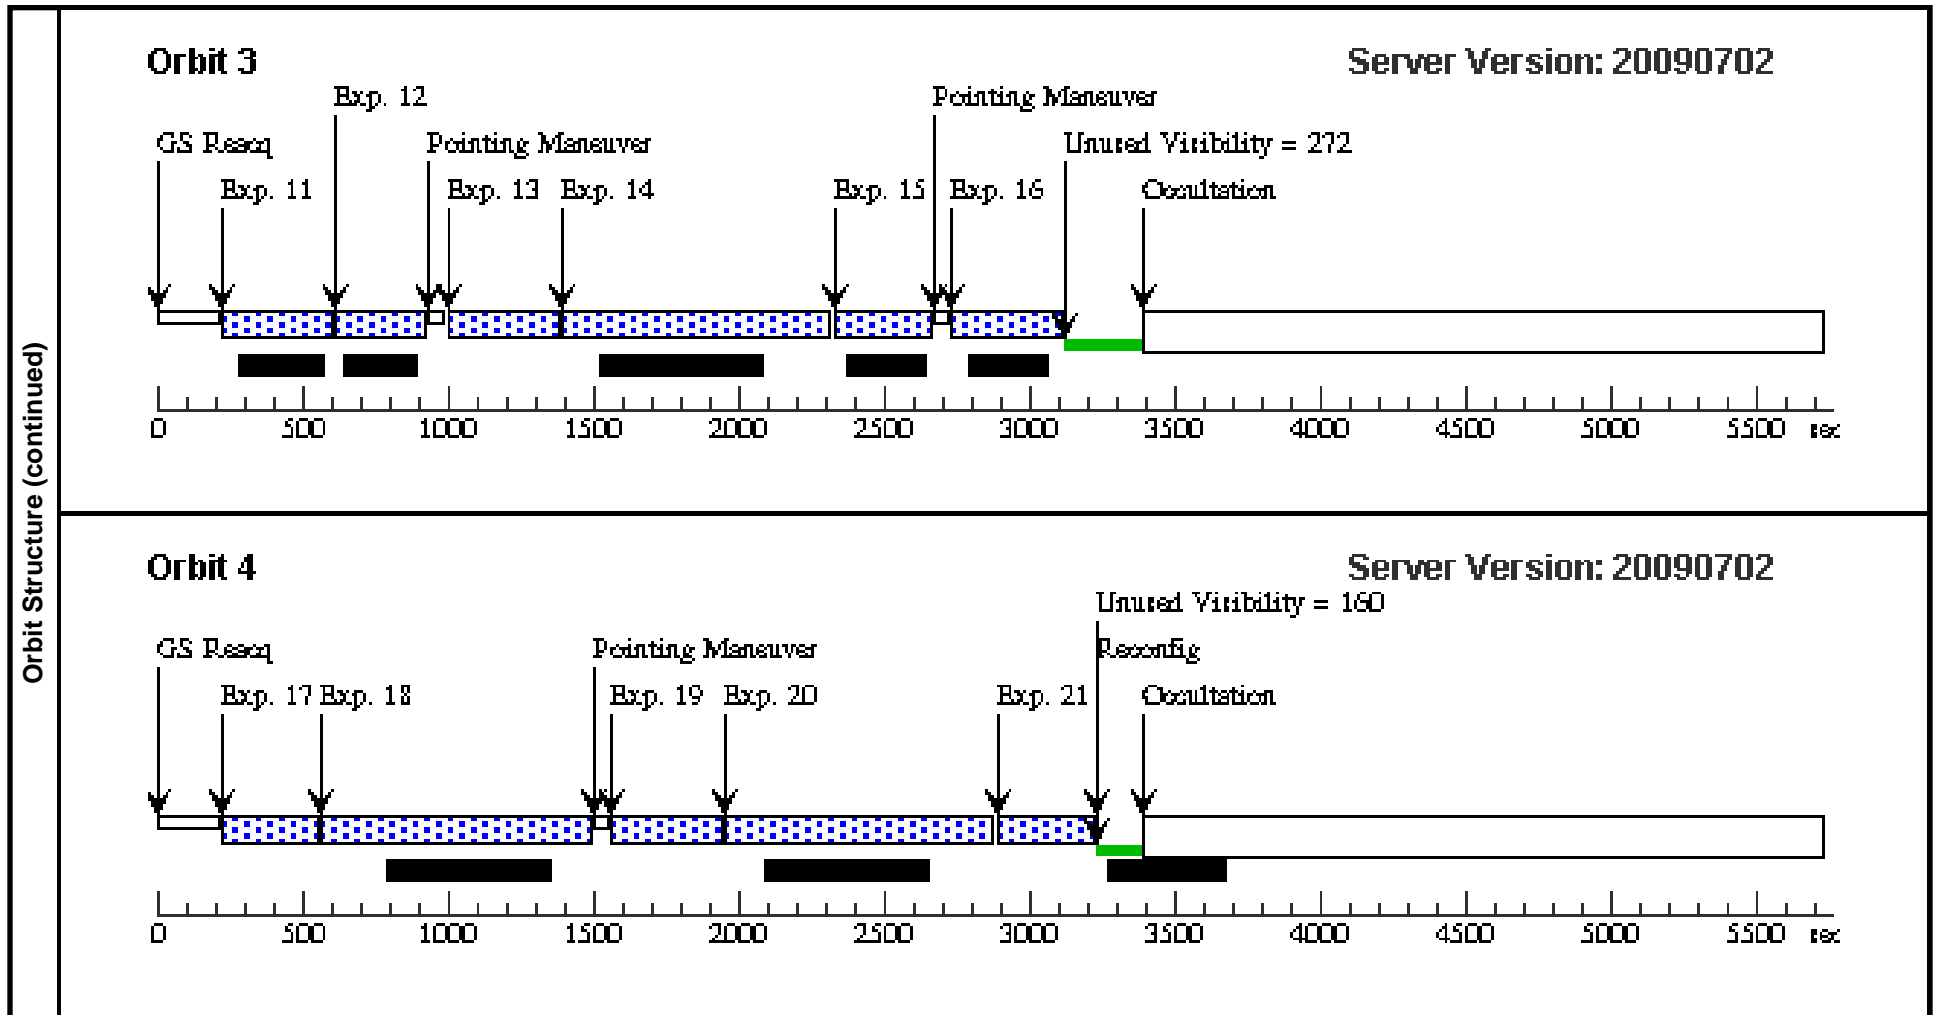 Orbit Structure (continued)
Orbit 3
Server Version: 20090702
Exp. 12
Pointing Maneuver
GS Reacq
Pointing Maneuver
Unused Visibility = 272
Exp. 11
Exp. 13
Exp. 14
Exp. 15
Exp. 16
Occultation
0 500 1000 1500 2000 2500 3000 3500 4000 4500 5000 5500 sec
Orbit 4
Server Version: 20090702
Unused Visibility = 160
GS Reacq
Pointing Maneuver
Reconfig
Exp. 17
Exp. 18
Exp. 19
Exp. 20
Exp. 21
Occultation
0 500 1000 1500 2000 2500 3000 3500 4000 4500 5000 5500 sec